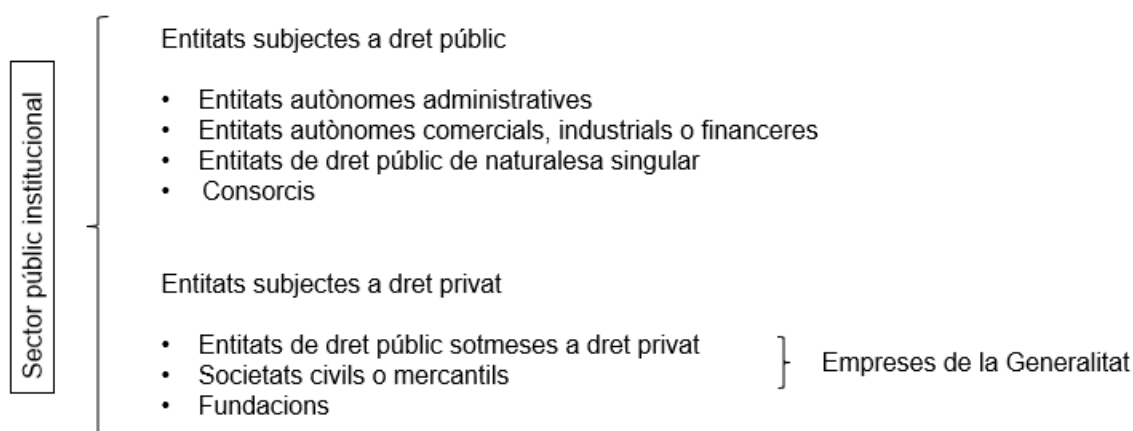 Sector públic institucional
Entitats subjectes a dret públic
• Entitats autònomes administratives
• Entitats autònomes comercials, industrials o financeres
• Entitats de dret públic de naturalesa singular
• Consorcis
Entitats subjectes a dret privat
• Entitats de dret públic sotmeses a dret privat
• Societats civils o mercantils
• Fundacions
Empreses de la Generalitat